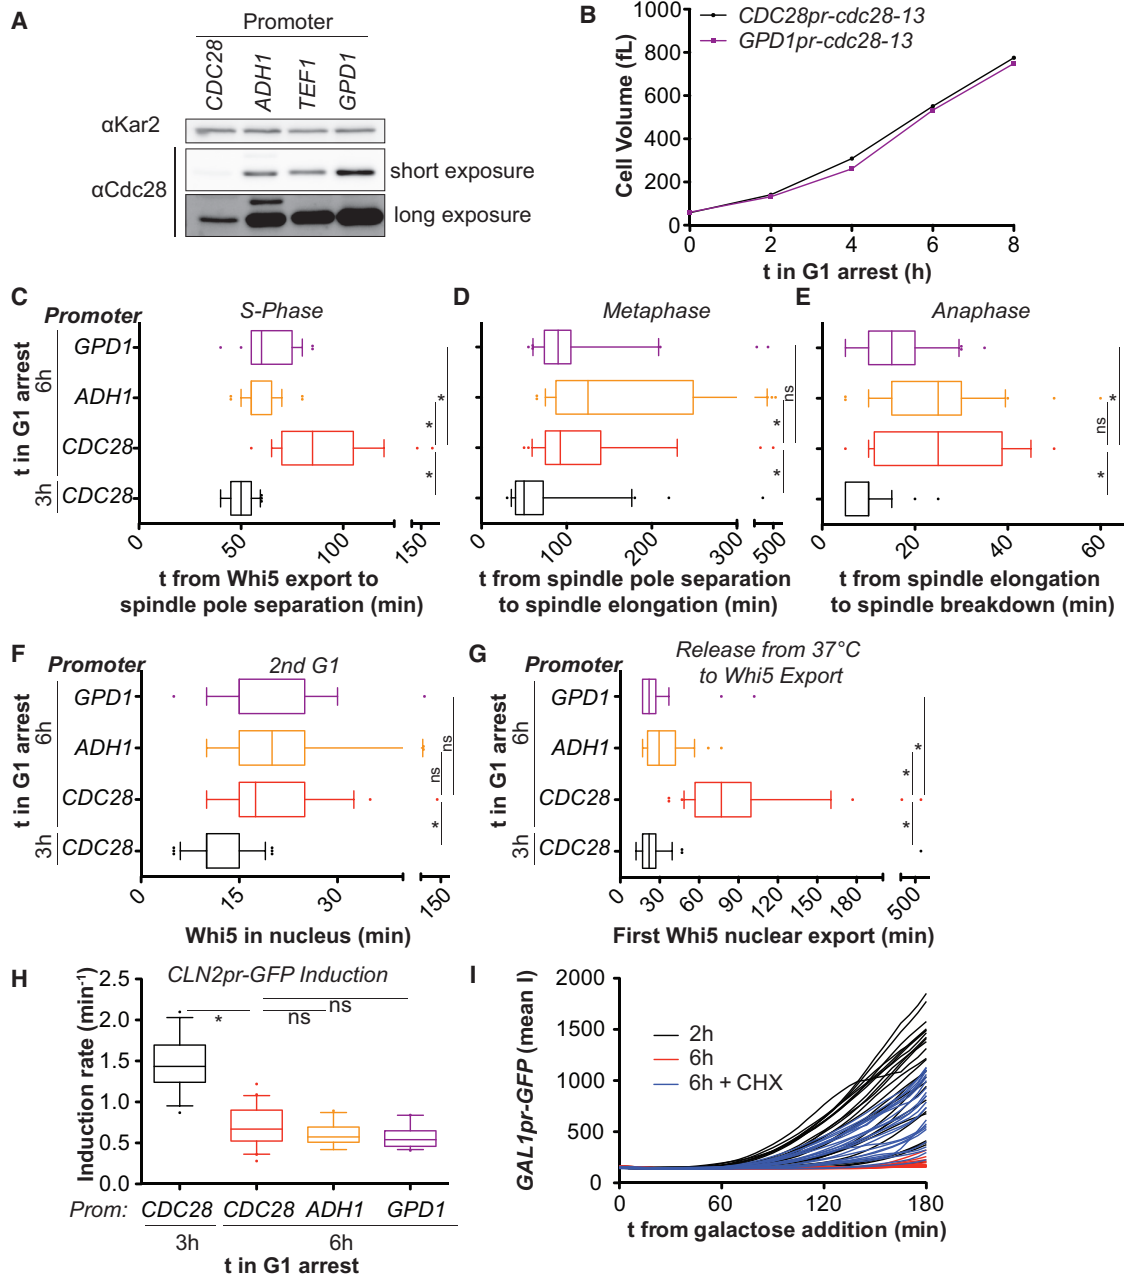 A
Promoter
CDC28
ADH1
TEF1
GPD1
αKar2
αCdc28
short exposure
long exposure
B
CDC28pr-cdc28-13
GPD1pr-cdc28-13
Cell Volume (fL)
1000
800
600
400
200
0
0 2 4 6 8
t in G1 arrest (h)
C
S-Phase
Promoter
t in G1 arrest
6h
3h
GPD1
ADH1
CDC28
CDC28
* * *
0 50 100 150
t from Whi5 export to
spindle pole separation (min)
D
Metaphase
ns
* *
0 100 200 300 500
t from spindle pole separation
to spindle elongation (min)
E
Anaphase
*
ns
*
0 20 40 60
t from spindle elongation
to spindle breakdown (min)
F
Promoter
2nd G1
t in G1 arrest
6h
3h
GPD1
ADH1
CDC28
CDC28
ns
ns
*
0 15 30 150
Whi5 in nucleus (min)
G
Release from 37°C
to Whi5 Export
Promoter
t in G1 arrest
6h
3h
GPD1
ADH1
CDC28
CDC28
* * *
0 30 60 90 120 150 180 500
First Whi5 nuclear export (min)
H
CLN2pr-GFP Induction
Induction rate (min⁻¹)
2.5
2.0
1.5
1.0
0.5
0.0
*
ns
ns
Prom: CDC28 CDC28 ADH1 GPD1
3h 6h
t in G1 arrest
I
GAL1pr-GFP (mean I)
2000
1500
1000
500
0
2h
6h
6h + CHX
0 60 120 180
t from galactose addition (min)